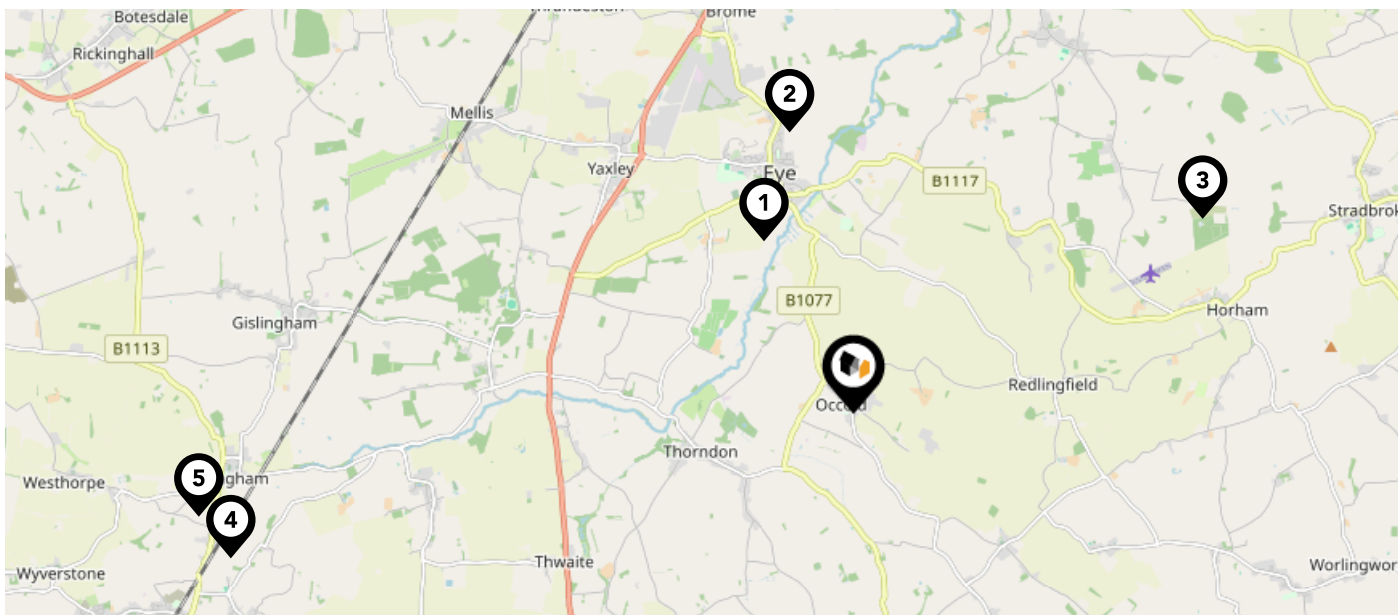 Botesdale
Brome
Rickinghall
2
Mellis
Yaxley
Eye
B1117
3
1
Stradbrok
B1077
Horham
Gislingham
B1113
Redlingfield
Thorndon
5
Westhorpe
gham
4
Thwaite
Wyverstone
Worlingwor